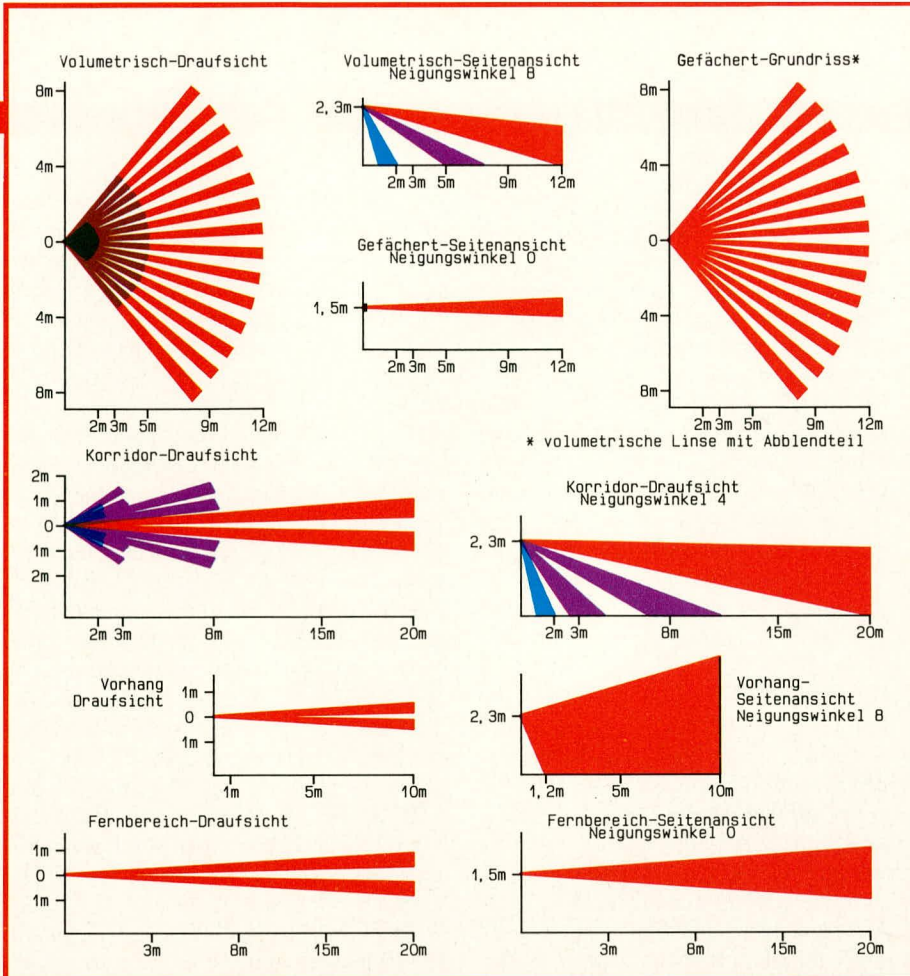 Volumetrisch-Draufsicht
8m
4m
0
4m
8m
2m 3m 5m 9m 12m
Volumetrisch-Seitenansicht
Neigungswinkel 8
2,3m
2m 3m 5m 9m 12m
Gefächert-Seitenansicht
Neigungswinkel 0
1,5m
2m 3m 5m 9m 12m
Gefächert-Grundriss*
8m
4m
0
4m
8m
2m 3m 5m 9m 12m
* volumetrische Linse mit Abblendteil
Korridor-Draufsicht
2m
1m
0
1m
2m
2m 3m 8m 15m 20m
Korridor-Draufsicht
Neigungswinkel 4
2,3m
2m 3m 8m 15m 20m
Vorhang
Draufsicht
1m
0
1m
1m 5m 10m
2,3m
1,2m 5m 10m
Vorhang-
Seitenansicht
Neigungswinkel 8
Fernbereich-Draufsicht
1m
0
1m
3m 8m 15m 20m
Fernbereich-Seitenansicht
Neigungswinkel 0
1,5m
3m 8m 15m 20m